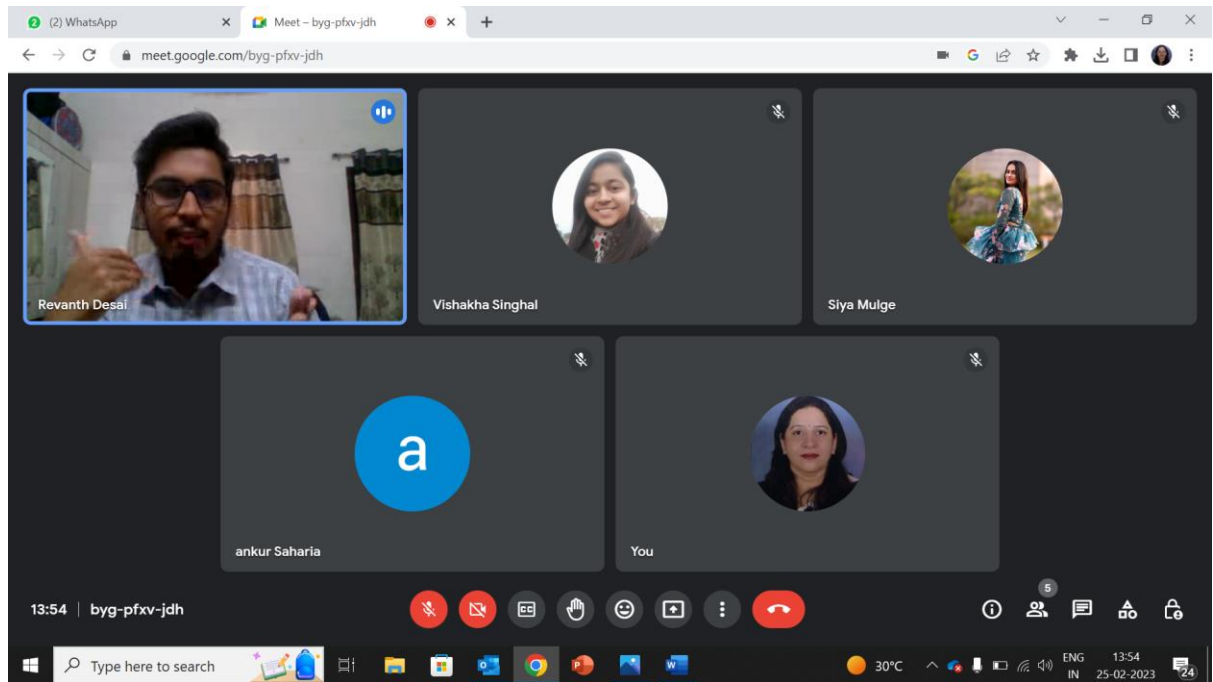 2 (2) WhatsApp
Meet – byg-pfxv-jdh
meet.google.com/byg-pfxv-jdh
G
Revanth Desai
Vishakha Singhal
Siya Mulge
a
ankur Saharia
You
13:54 | byg-pfxv-jdh
CC
5
Type here to search
P
W
30°C
ENG
IN
13:54
25-02-2023
24